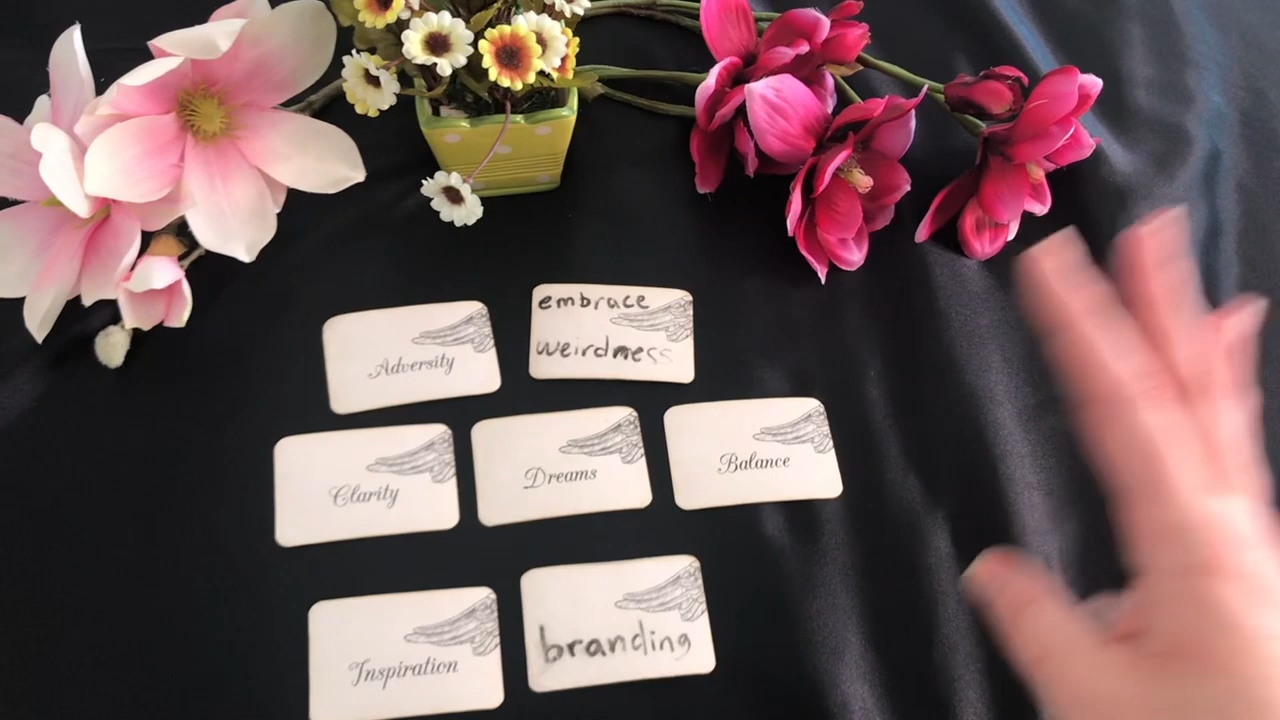 Adversity
embrace
weirdness
Clarity
Dreams
Balance
Inspiration
branding